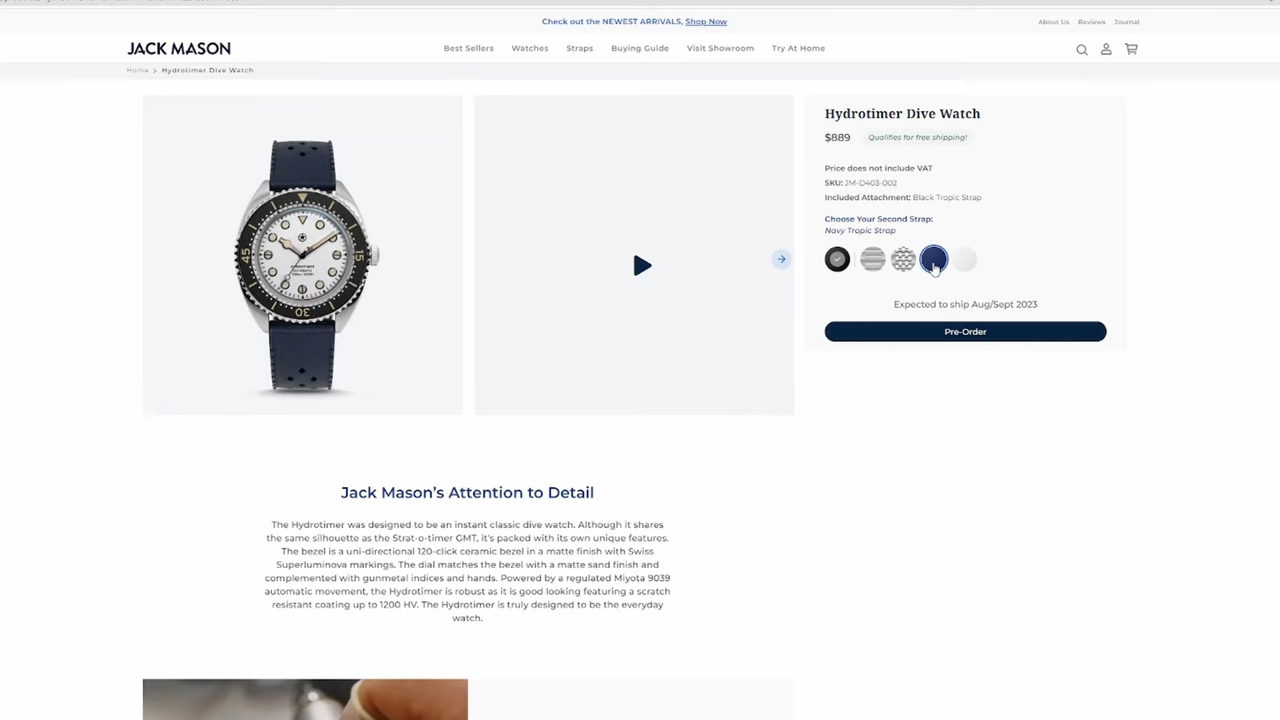 Check out the NEWEST ARRIVALS, Shop Now
About Us Reviews Journal
JACK MASON
Best Sellers Watches Straps Buying Guide Visit Showroom Try At Home
Home > Hydrotimer Dive Watch
45
15
30
Hydrotimer Dive Watch
$889 Qualifies for free shipping!
Price does not include VAT
SKU: JM-D403-002
Included Attachment: Black Tropic Strap
Choose Your Second Strap:
Navy Tropic Strap
Expected to ship Aug/Sept 2023
Pre-Order
Jack Mason's Attention to Detail
The Hydrotimer was designed to be an instant classic dive watch. Although it shares
the same silhouette as the Strat-o-timer GMT, it's packed with its own unique features.
The bezel is a uni-directional 120-click ceramic bezel in a matte finish with Swiss
Superluminova markings. The dial matches the bezel with a matte sand finish and
complemented with gunmetal indices and hands. Powered by a regulated Miyota 9039
automatic movement, the Hydrotimer is robust as it is good looking featuring a scratch
resistant coating up to 1200 HV. The Hydrotimer is truly designed to be the everyday
watch.